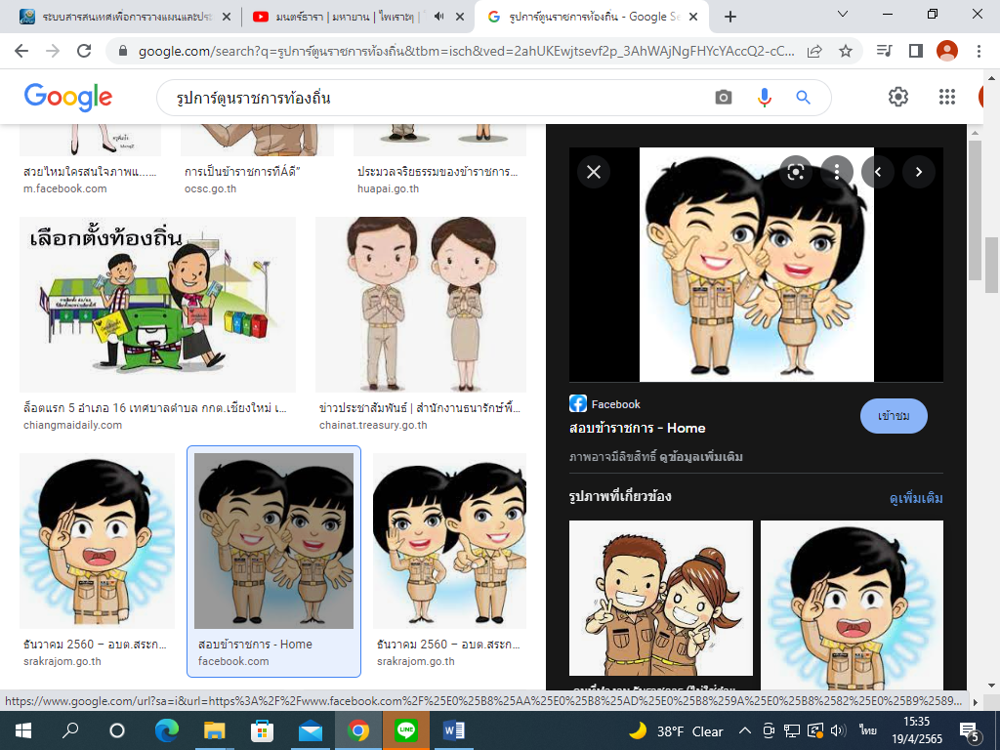 ระบบสารสนเทศเพื่อการวางแผนและประ
มนตร์ธารา | มหายาน | ไพเราะๆ |
รูปการ์ตูนราชการท้องถิ่น - Google Se
google.com/search?q=รูปการ์ตูนราชการท้องถิ่น&tbm=isch&ved=2ahUKEwjtsevf2p_3AhWAjNgFHYcYAccQ2-cC...
Google
รูปการ์ตูนราชการท้องถิ่น
สวยไหมใครสนใจภาพแ.....
m.facebook.com
การเป็นข้าราชการที่Áดี"
ocsc.go.th
ประมวลจริยธรรมของข้าราชการ...
huapai.go.th
เลือกตั้งท้องถิ่น
ล็อตแรก 5 อำเภอ 16 เทศบาลตำบล กกต.เชียงใหม่ เ...
chiangmaidaily.com
ข่าวประชาสัมพันธ์ | สำนักงานธนารักษ์พื้...
chainat.treasury.go.th
ธันวาคม 2560 – อบต.สระก...
srakrajom.go.th
สอบข้าราชการ - Home
facebook.com
ธันวาคม 2560 – อบต.สระก...
srakrajom.go.th
Facebook
สอบข้าราชการ - Home
เข้าชม
ภาพอาจมีลิขสิทธิ์ ดูข้อมูลเพิ่มเติม
รูปภาพที่เกี่ยวข้อง
ดูเพิ่มเติม
https://www.google.com/url?sa=i&url=https%3A%2F%2Fwww.facebook.com%2F%25E0%25B8%25AA%25E0%25B8%25AD%25E0%25B8%259A%25E0%25B8%2582%25E0%25B9%2589...
LINE
38°F Clear
ไทย
15:35
19/4/2565
5